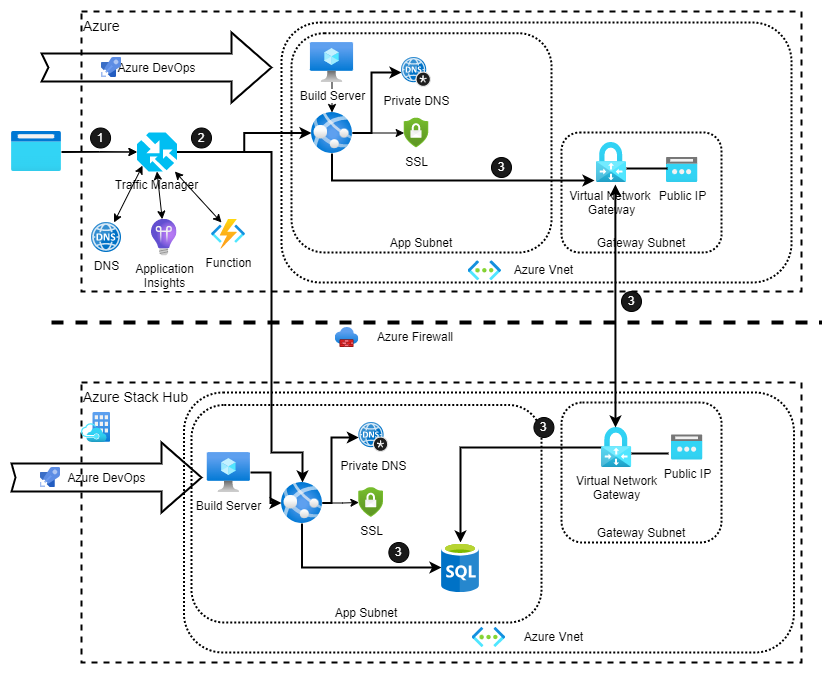 Azure
Azure DevOps
Build Server
DNS
*
Private DNS
1
2
SSL
3
Traffic Manager
Virtual Network
Gateway
Public IP
DNS
DNS
Application
Insights
Function
App Subnet
Gateway Subnet
Azure Vnet
3
Azure Firewall
Azure Stack Hub
3
DNS
*
Private DNS
Azure DevOps
Build Server
SSL
Virtual Network
Gateway
Public IP
Gateway Subnet
3
SQL
App Subnet
Azure Vnet